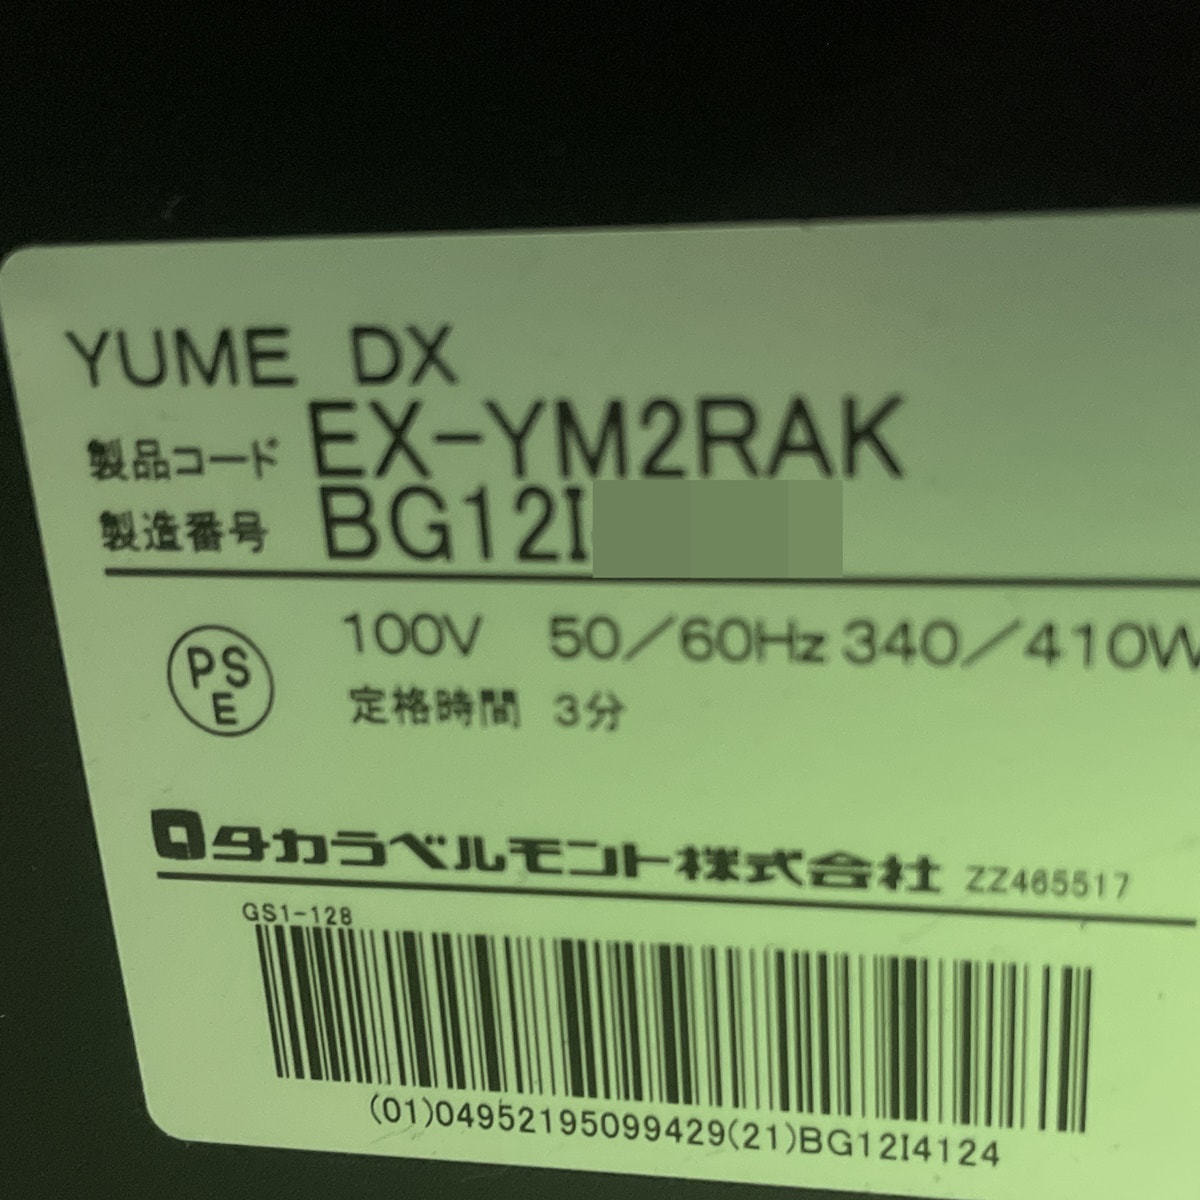 YUME DX
製品コード EX-YM2RAK
製造番号 BG12I
PS
E
100V 50/60Hz 340/410W
定格時間 3分
タカラベルモント株式会社 ZZ465517
GS1-128
(01)04952195099429(21)BG12I4124